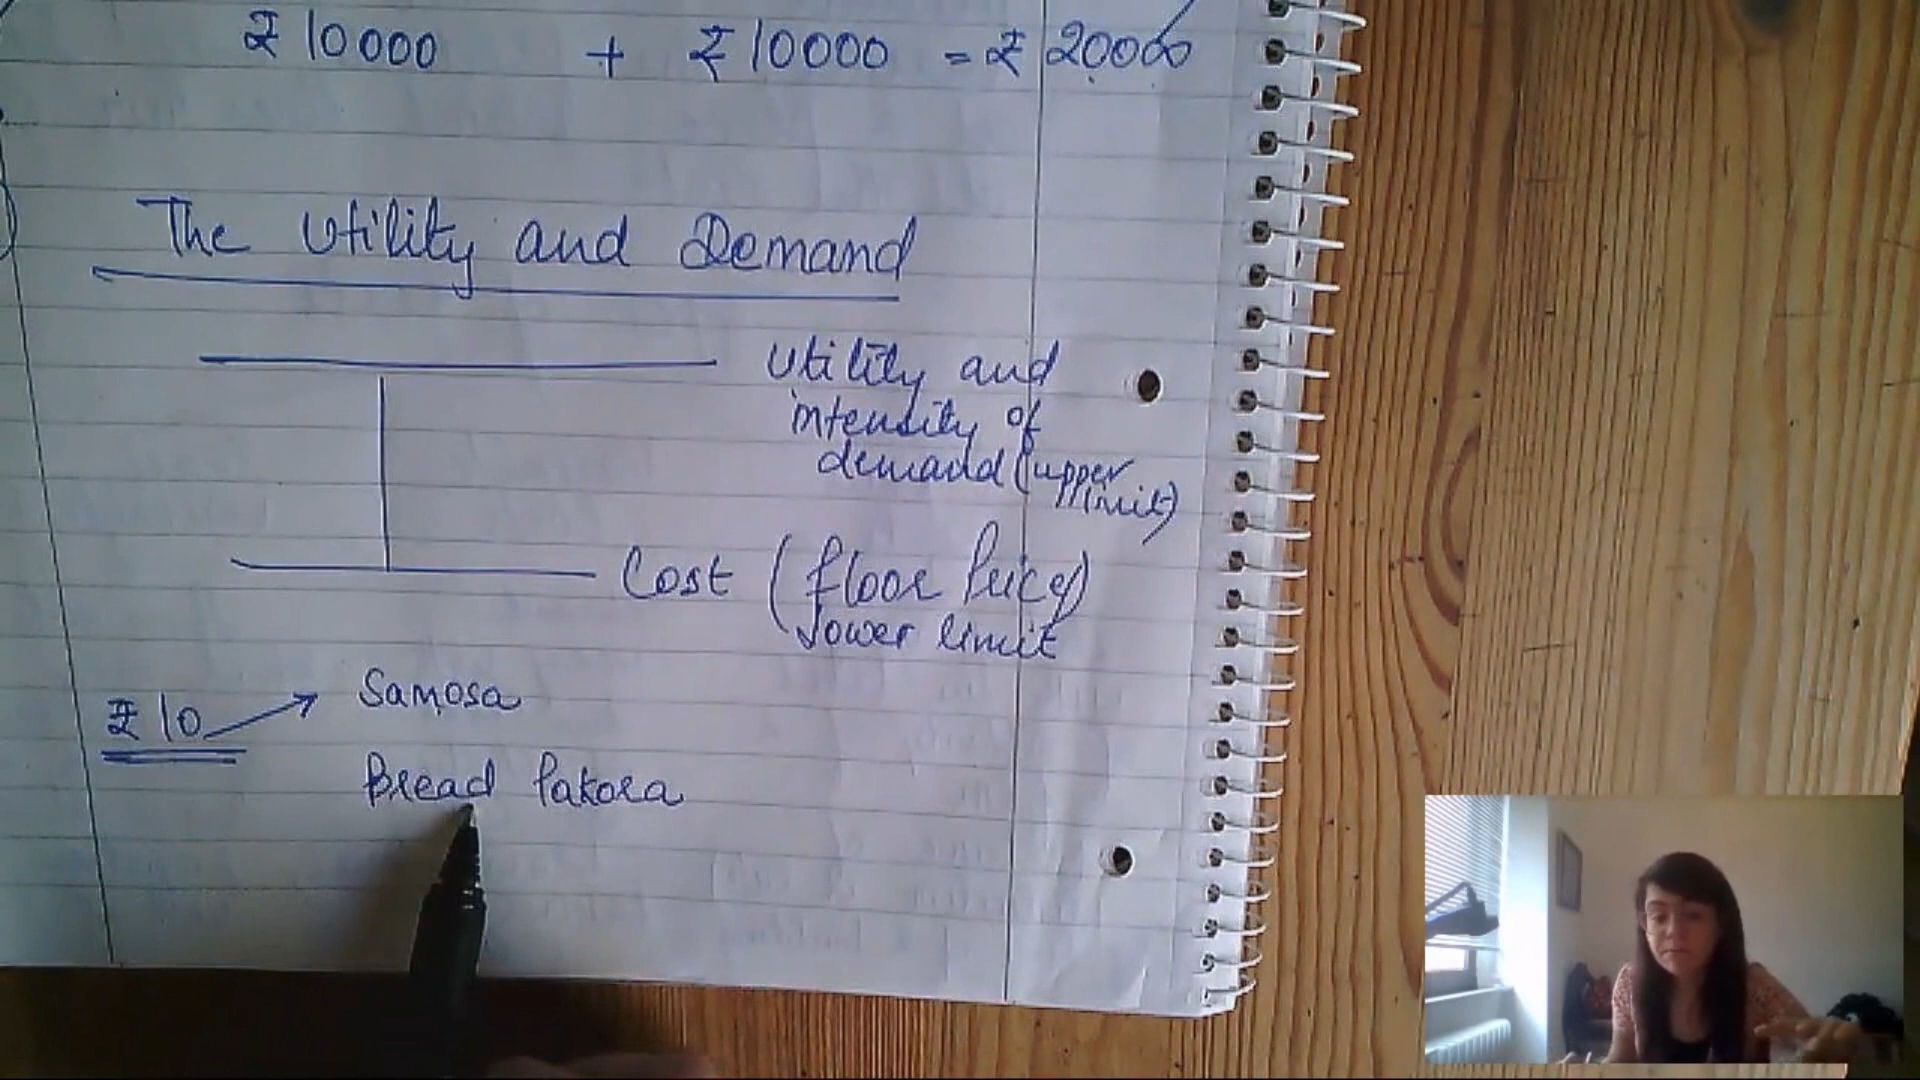 ₹ 10000 + ₹ 10000 = ₹ 20000
The Utility and Demand
Utility and
intensity of
demand (upper
limit)
Cost (floor Price)
lower limit
₹ 10 → Samosa
Bread Pakora